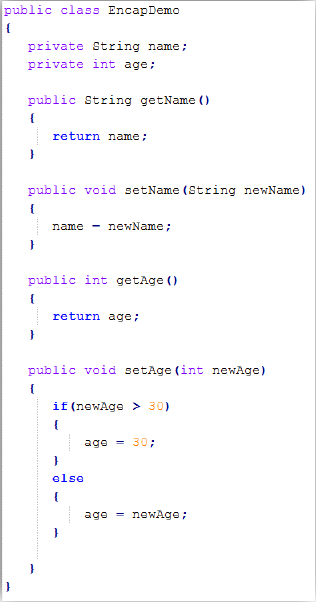 public class EncapDemo
{
private String name;
private int age;
public String getName()
{
return name;
}
public void setName(String newName)
{
name – newName;
}
public int getAge()
{
return age;
}
public void setAge(int newAge)
{
if(newAge > 30)
{
age = 30;
}
else
{
age = newAge;
}
}
}